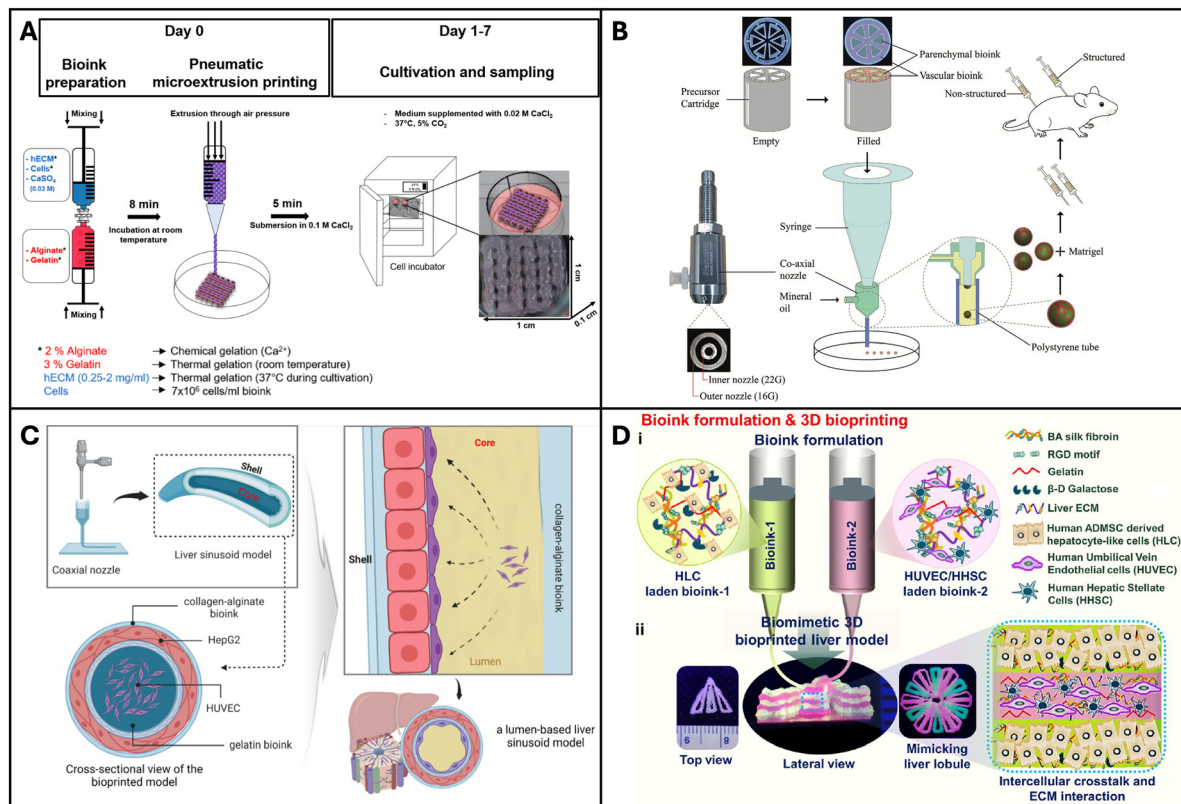 A
Day 0
Day 1-7
Bioink
preparation
Pneumatic
microextrusion printing
Cultivation and sampling
Mixing
- hECM*
- Cells*
- CaSO₄
(0.03 M)
- Alginate*
- Gelatin*
Mixing
8 min
Incubation at room
temperature
Extrusion through air pressure
5 min
Submersion in 0.1 M CaCl₂
- Medium supplemented with 0.02 M CaCl₂
- 37°C, 5% CO₂
Cell incubator
1 cm
1 cm
0.1 cm
* 2 % Alginate → Chemical gelation (Ca²⁺)
3 % Gelatin → Thermal gelation (room temperature)
hECM (0.25-2 mg/ml) → Thermal gelation (37°C during cultivation)
Cells → 7x10⁶ cells/ml bioink
B
Precursor
Cartridge
Empty
Filled
Parenchymal bioink
Vascular bioink
Structured
Non-structured
Syringe
Co-axial
nozzle
Mineral
oil
Matrigel
+
Polystyrene tube
Inner nozzle (22G)
Outer nozzle (16G)
C
Coaxial nozzle
Shell
Core
Liver sinusoid model
collagen-alginate
bioink
HepG2
HUVEC
gelatin bioink
Cross-sectional view of the
bioprinted model
Core
Shell
collagen-alginate bioink
Lumen
a lumen-based liver
sinusoid model
D
Bioink formulation & 3D bioprinting
i
Bioink formulation
Bioink-1
Bioink-2
HLC
laden bioink-1
HUVEC/HHSC
laden bioink-2
BA silk fibroin
RGD motif
Gelatin
β-D Galactose
Liver ECM
Human ADMSC derived
hepatocyte-like cells (HLC)
Human Umbilical Vein
Endothelial cells (HUVEC)
Human Hepatic Stellate
Cells (HHSC)
ii
Biomimetic 3D
bioprinted liver model
9
8
Top view
Lateral view
Mimicking
liver lobule
Intercellular crosstalk and
ECM interaction